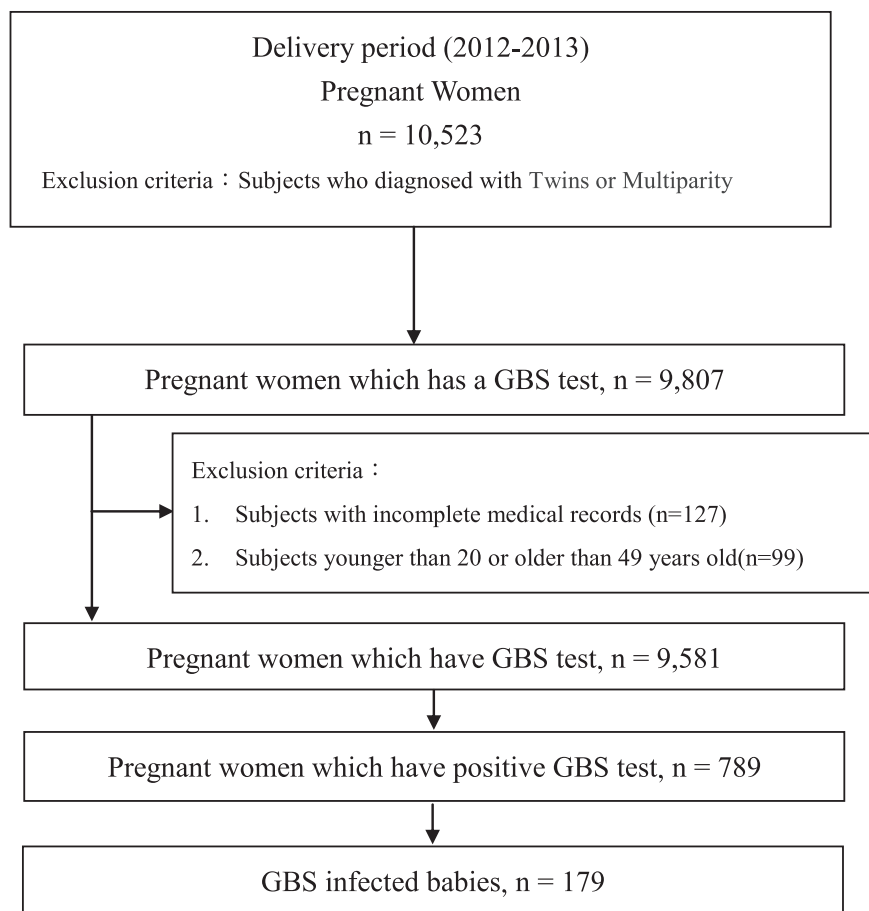 Delivery period (2012-2013)
Pregnant Women
n = 10,523
Exclusion criteria：Subjects who diagnosed with Twins or Multiparity
Pregnant women which has a GBS test, n = 9,807
Exclusion criteria：
1. Subjects with incomplete medical records (n=127)
2. Subjects younger than 20 or older than 49 years old(n=99)
Pregnant women which have GBS test, n = 9,581
Pregnant women which have positive GBS test, n = 789
GBS infected babies, n = 179